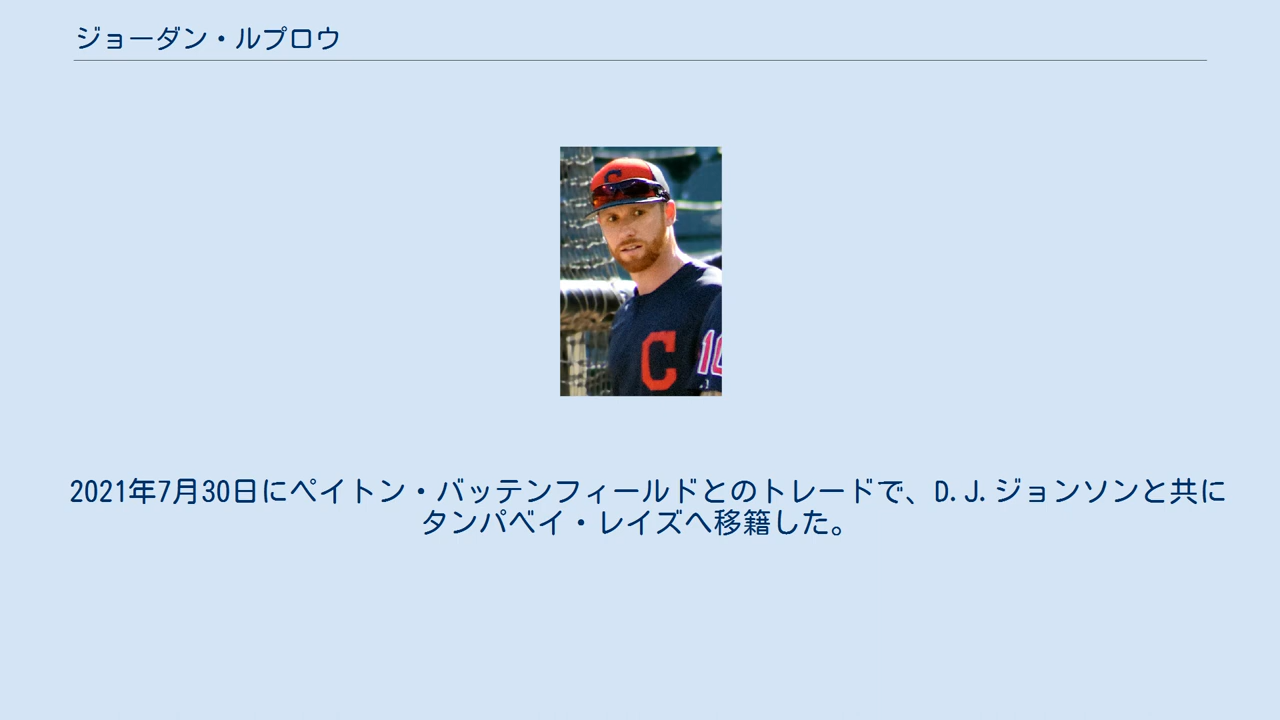 ジョーダン・ルプロウ
C
C
10
2021年7月30日にペイトン・バッテンフィールドとのトレードで、D.J.ジョンソンと共に
タンパベイ・レイズへ移籍した。